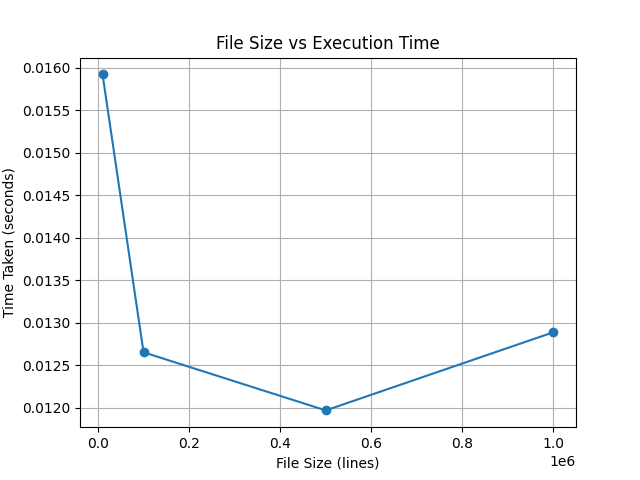 File Size vs Execution Time
Time Taken (seconds)
0.0160
0.0155
0.0150
0.0145
0.0140
0.0135
0.0130
0.0125
0.0120
0.0 0.2 0.4 0.6 0.8 1.0
1e6
File Size (lines)